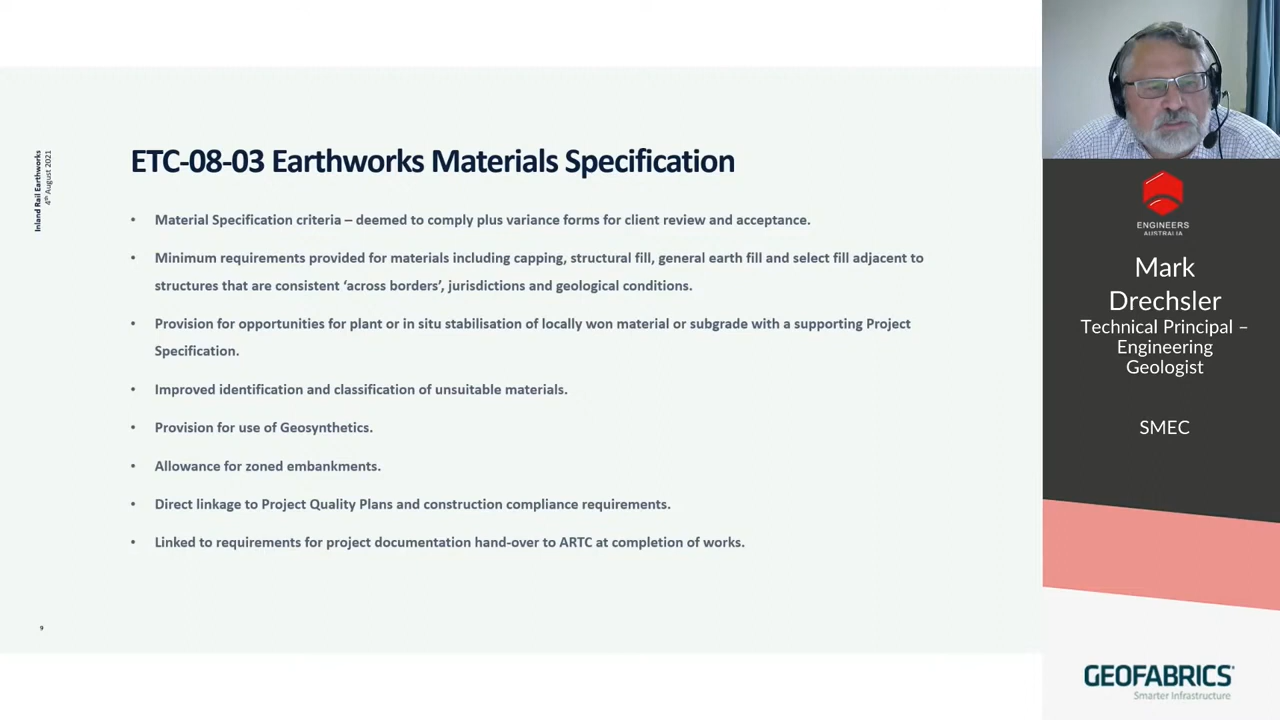 Inland Rail Earthworks
4th August 2021
ETC-08-03 Earthworks Materials Specification
• Material Specification criteria – deemed to comply plus variance forms for client review and acceptance.
• Minimum requirements provided for materials including capping, structural fill, general earth fill and select fill adjacent to
structures that are consistent ‘across borders’, jurisdictions and geological conditions.
• Provision for opportunities for plant or in situ stabilisation of locally won material or subgrade with a supporting Project
Specification.
• Improved identification and classification of unsuitable materials.
• Provision for use of Geosynthetics.
• Allowance for zoned embankments.
• Direct linkage to Project Quality Plans and construction compliance requirements.
• Linked to requirements for project documentation hand-over to ARTC at completion of works.
9
ENGINEERS
AUSTRALIA
Mark
Drechsler
Technical Principal –
Engineering
Geologist
SMEC
GEOFABRICS
Smarter Infrastructure